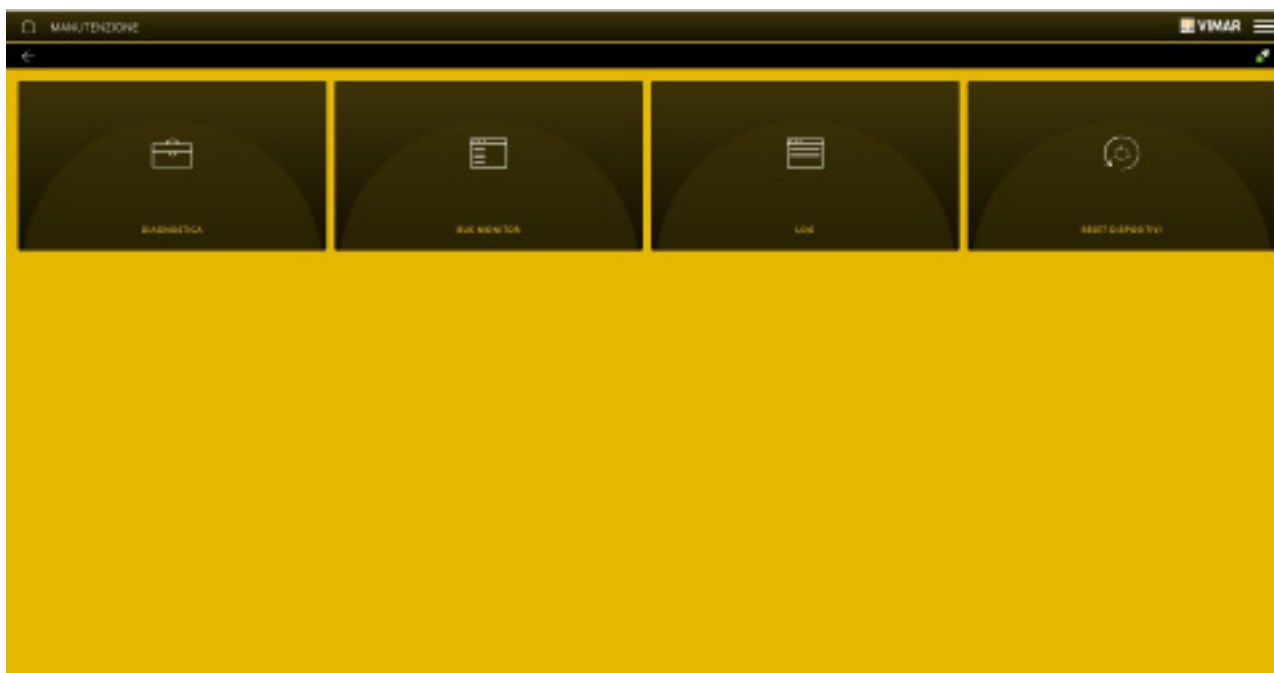 MANUTENZIONE
VIMAR
DIAGNOSTICA
BUS MONITOR
LOG
RESET DISPOSITIVI